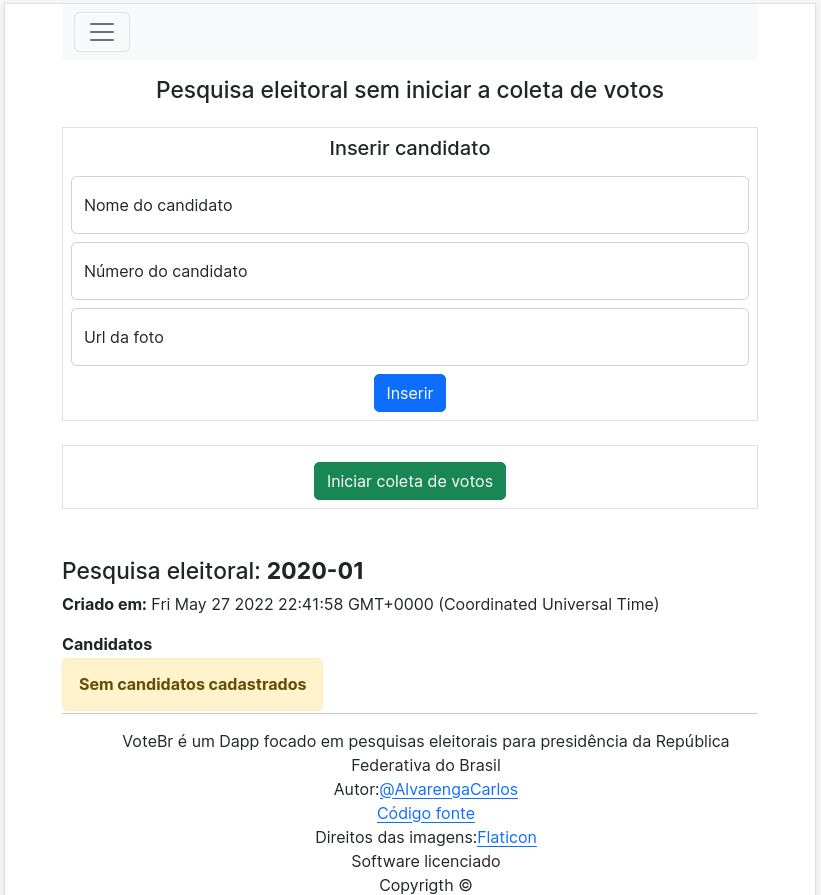 Pesquisa eleitoral sem iniciar a coleta de votos
Inserir candidato
Nome do candidato
Número do candidato
Url da foto
Inserir
Iniciar coleta de votos
Pesquisa eleitoral: 2020-01
Criado em: Fri May 27 2022 22:41:58 GMT+0000 (Coordinated Universal Time)
Candidatos
Sem candidatos cadastrados
VoteBr é um Dapp focado em pesquisas eleitorais para presidência da República
Federativa do Brasil
Autor:@AlvarengaCarlos
Código fonte
Direitos das imagens:Flaticon
Software licenciado
Copyrigth ©